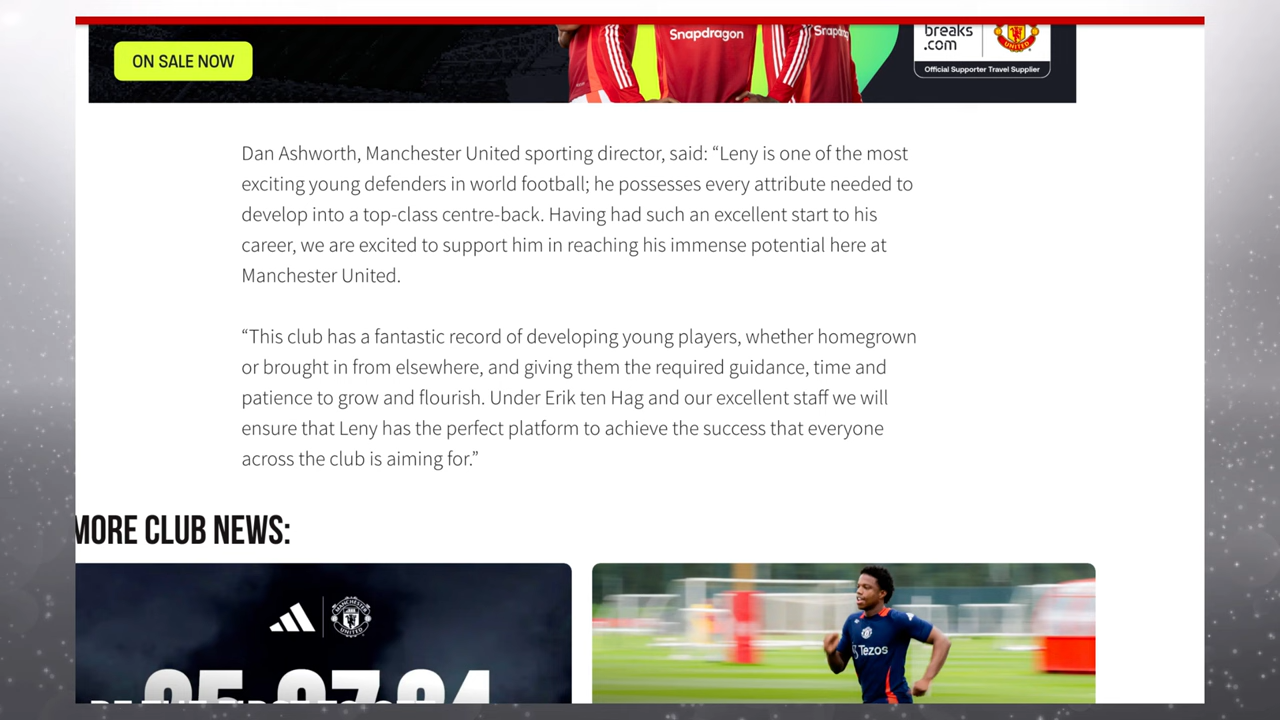 ON SALE NOW
Snapdragon
Snapdrag
breaks
.com
MANCHESTER
UNITED
Official Supporter Travel Supplier
Dan Ashworth, Manchester United sporting director, said: “Leny is one of the most
exciting young defenders in world football; he possesses every attribute needed to
develop into a top-class centre-back. Having had such an excellent start to his
career, we are excited to support him in reaching his immense potential here at
Manchester United.
“This club has a fantastic record of developing young players, whether homegrown
or brought in from elsewhere, and giving them the required guidance, time and
patience to grow and flourish. Under Erik ten Hag and our excellent staff we will
ensure that Leny has the perfect platform to achieve the success that everyone
across the club is aiming for.”
MORE CLUB NEWS:
MANCHESTER
UNITED
Tezos